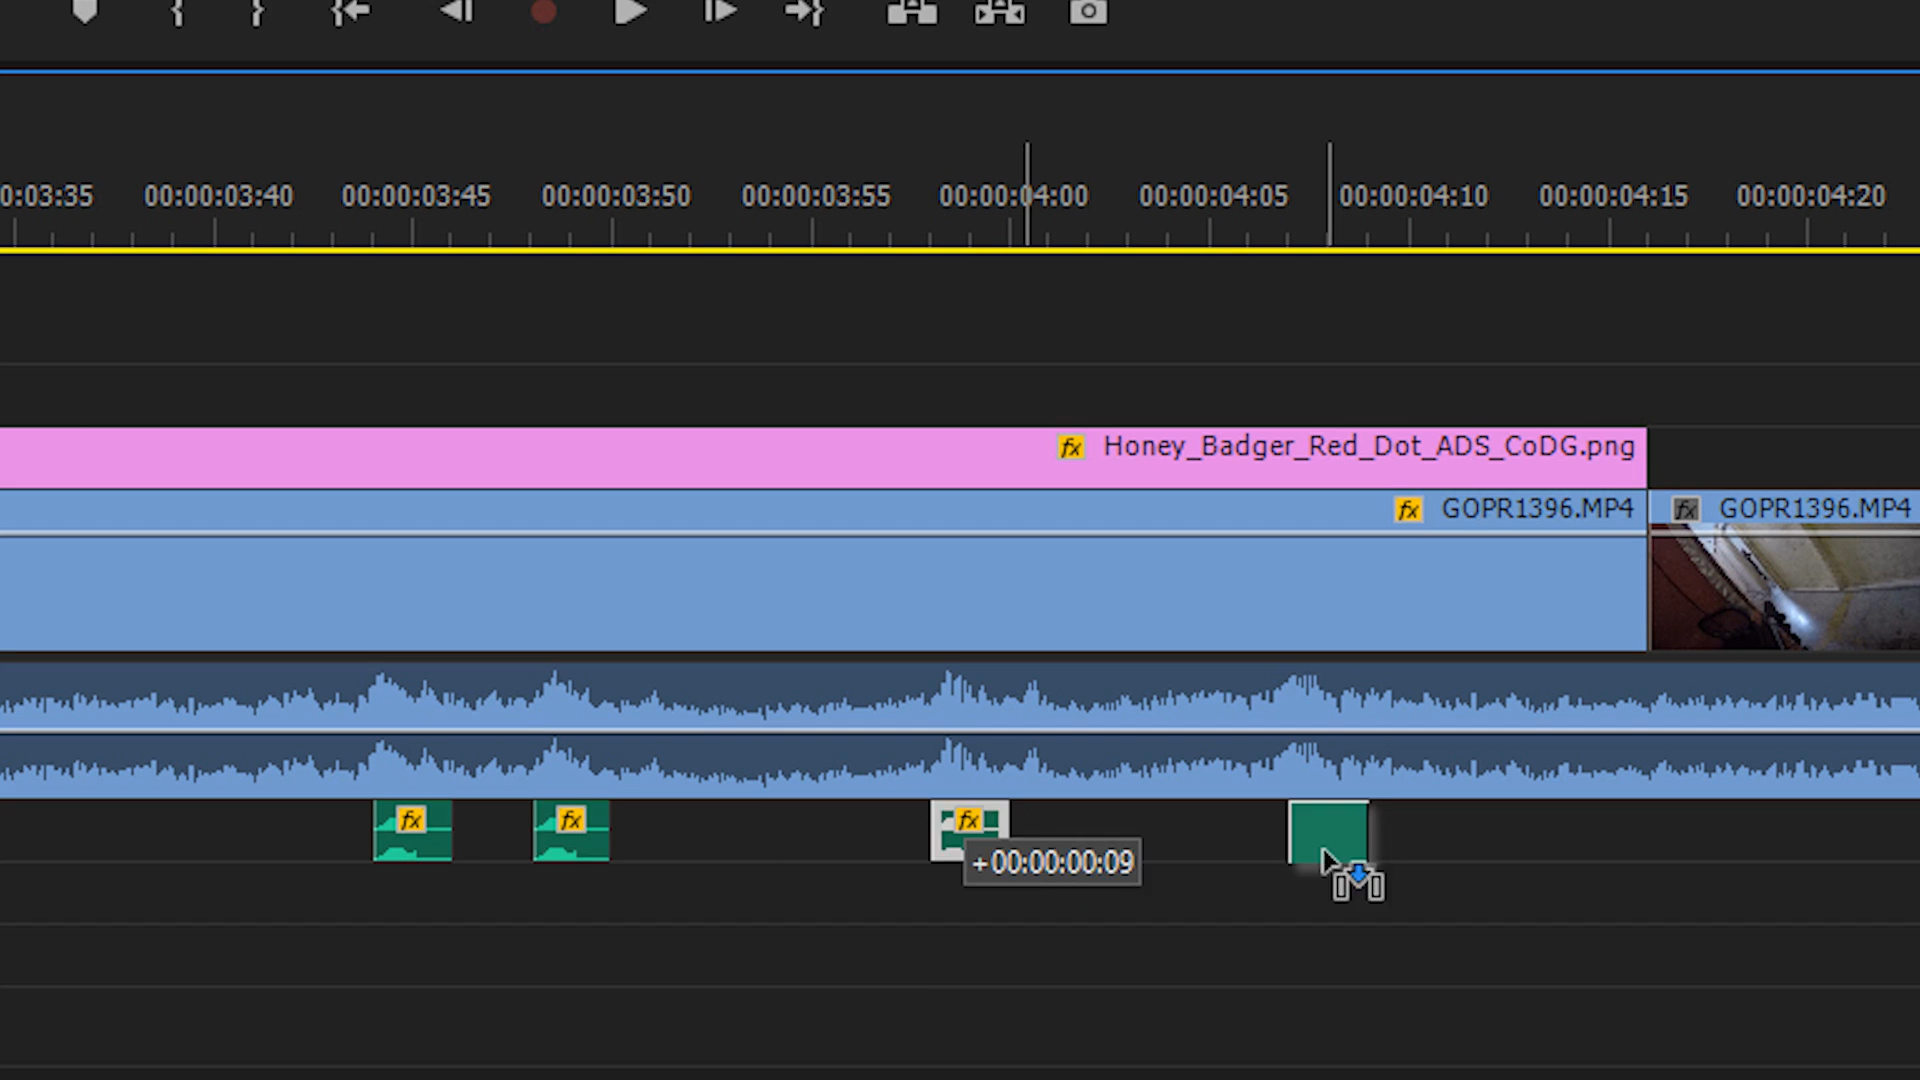 0:03:35 00:00:03:40 00:00:03:45 00:00:03:50 00:00:03:55 00:00:04:00 00:00:04:05 00:00:04:10 00:00:04:15 00:00:04:20
fx Honey_Badger_Red_Dot_ADS_CoDG.png
fx GOPR1396.MP4 fx GOPR1396.MP4
fx fx fx
+00:00:00:09